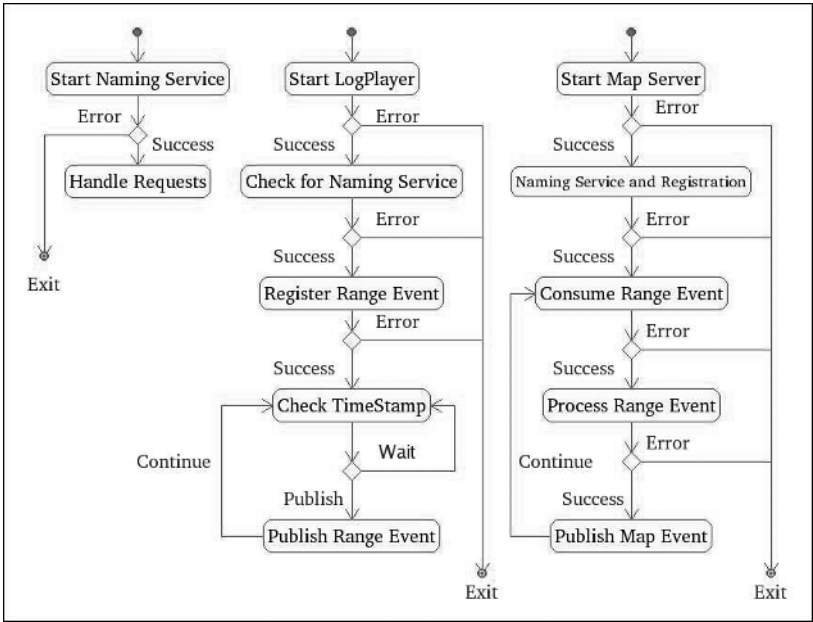 Start Naming Service
Error
Success
Handle Requests
Exit
Start LogPlayer
Error
Success
Check for Naming Service
Error
Success
Register Range Event
Error
Success
Check TimeStamp
Wait
Continue
Publish
Publish Range Event
Exit
Start Map Server
Error
Success
Naming Service and Registration
Error
Success
Consume Range Event
Error
Success
Process Range Event
Error
Continue
Success
Publish Map Event
Exit